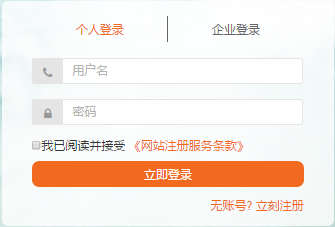 个人登录 企业登录
用户名
密码
我已阅读并接受 《网站注册服务条款》
立即登录
无账号? 立刻注册